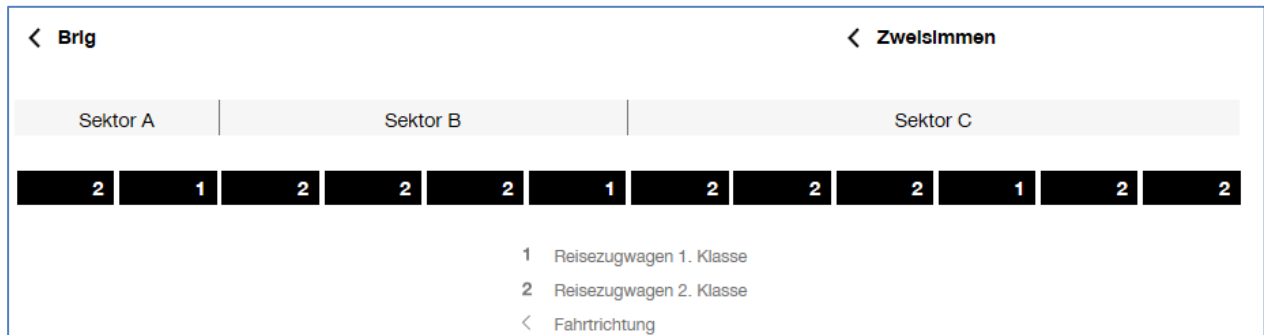 < Brig < Zweisimmen
Sektor A Sektor B Sektor C
2 1 2 2 2 1 2 2 2 1 2 2
1 Reisezugwagen 1. Klasse
2 Reisezugwagen 2. Klasse
< Fahrtrichtung